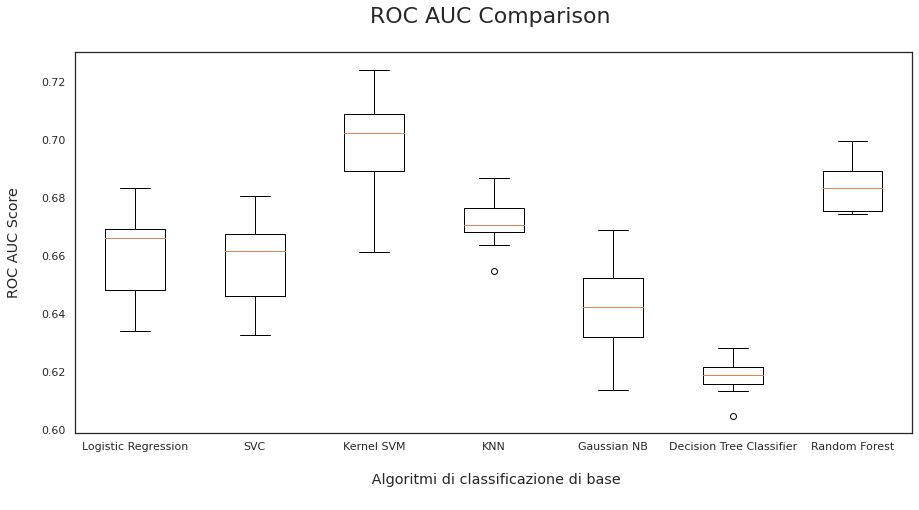 ROC AUC Comparison
ROC AUC Score
0.72
0.70
0.68
0.66
0.64
0.62
0.60
Logistic Regression
SVC
Kernel SVM
KNN
Gaussian NB
Decision Tree Classifier
Random Forest
Algoritmi di classificazione di base